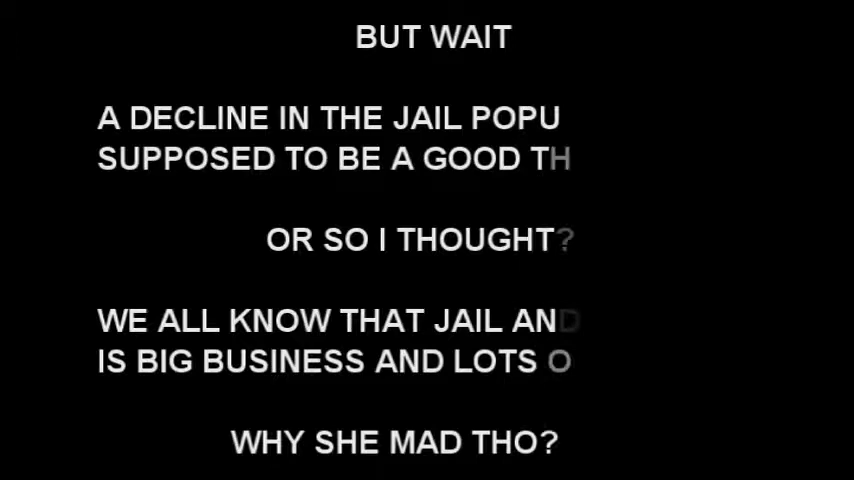 BUT WAIT
A DECLINE IN THE JAIL POPU
SUPPOSED TO BE A GOOD TH
OR SO I THOUGHT?
WE ALL KNOW THAT JAIL AND
IS BIG BUSINESS AND LOTS O
WHY SHE MAD THO?